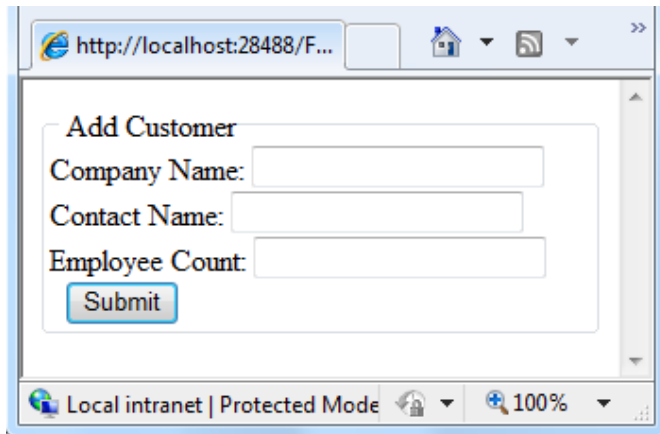 http://localhost:28488/F...
Add Customer
Company Name:
Contact Name:
Employee Count:
Submit
Local intranet | Protected Mode 100%